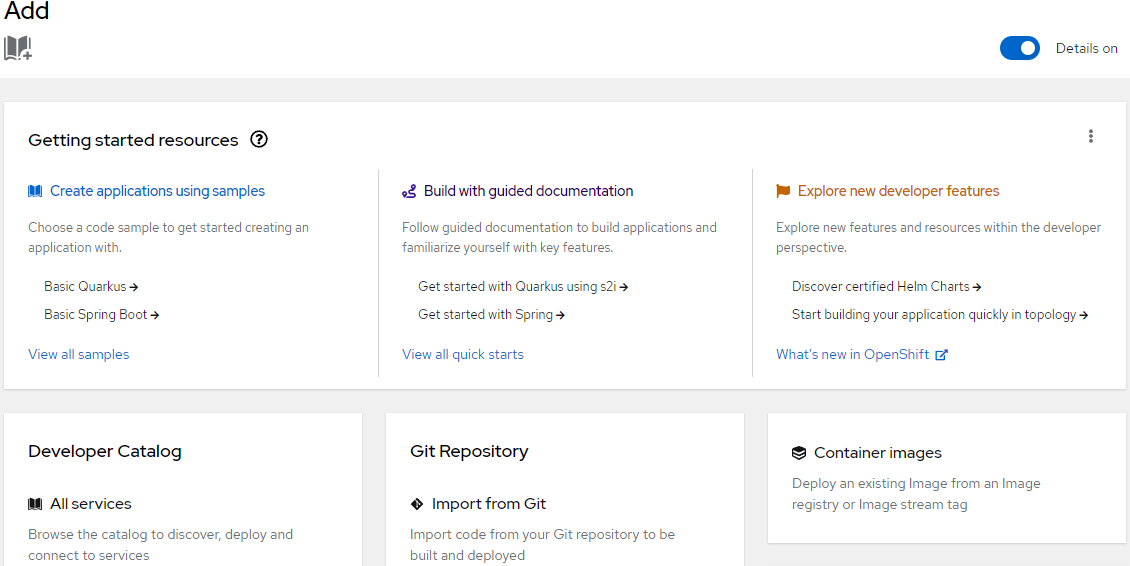 Add
Details on
Getting started resources
Create applications using samples
Choose a code sample to get started creating an
application with.
Basic Quarkus
Basic Spring Boot
View all samples
Build with guided documentation
Follow guided documentation to build applications and
familiarize yourself with key features.
Get started with Quarkus using s2i
Get started with Spring
View all quick starts
Explore new developer features
Explore new features and resources within the developer
perspective.
Discover certified Helm Charts
Start building your application quickly in topology
What's new in OpenShift
Developer Catalog
All services
Browse the catalog to discover, deploy and
connect to services
Git Repository
Import from Git
Import code from your Git repository to be
built and deployed
Container images
Deploy an existing Image from an Image
registry or Image stream tag